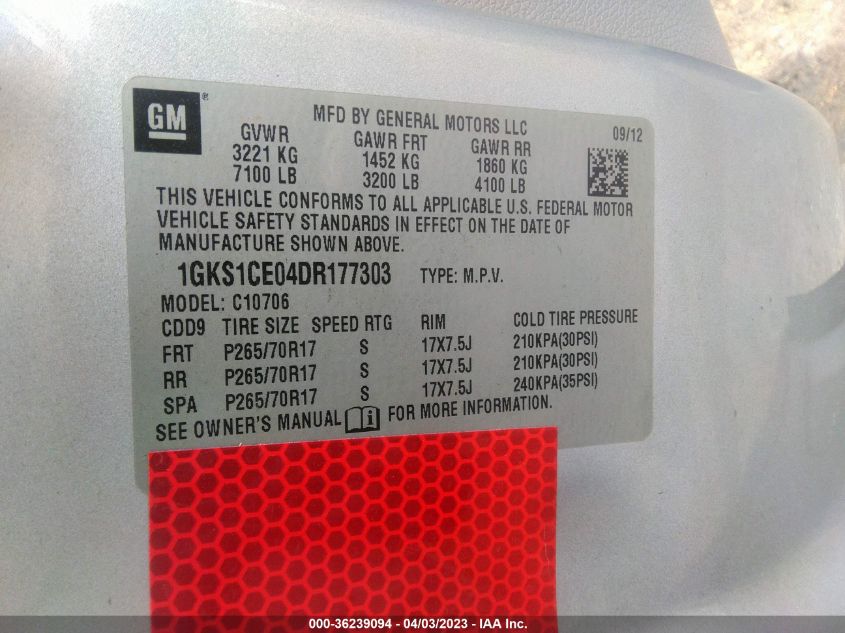 GM ®
MFD BY GENERAL MOTORS LLC
09/12
GVWR GAWR FRT GAWR RR
3221 KG 1452 KG 1860 KG
7100 LB 3200 LB 4100 LB
THIS VEHICLE CONFORMS TO ALL APPLICABLE U.S. FEDERAL MOTOR
VEHICLE SAFETY STANDARDS IN EFFECT ON THE DATE OF
MANUFACTURE SHOWN ABOVE.
1GKS1CE04DR177303 TYPE: M.P.V.
MODEL: C10706
CDD9 TIRE SIZE SPEED RTG RIM COLD TIRE PRESSURE
FRT P265/70R17 S 17X7.5J 210KPA(30PSI)
RR P265/70R17 S 17X7.5J 210KPA(30PSI)
SPA P265/70R17 S 17X7.5J 240KPA(35PSI)
SEE OWNER'S MANUAL i FOR MORE INFORMATION.
000-36239094 - 04/03/2023 - IAA Inc.